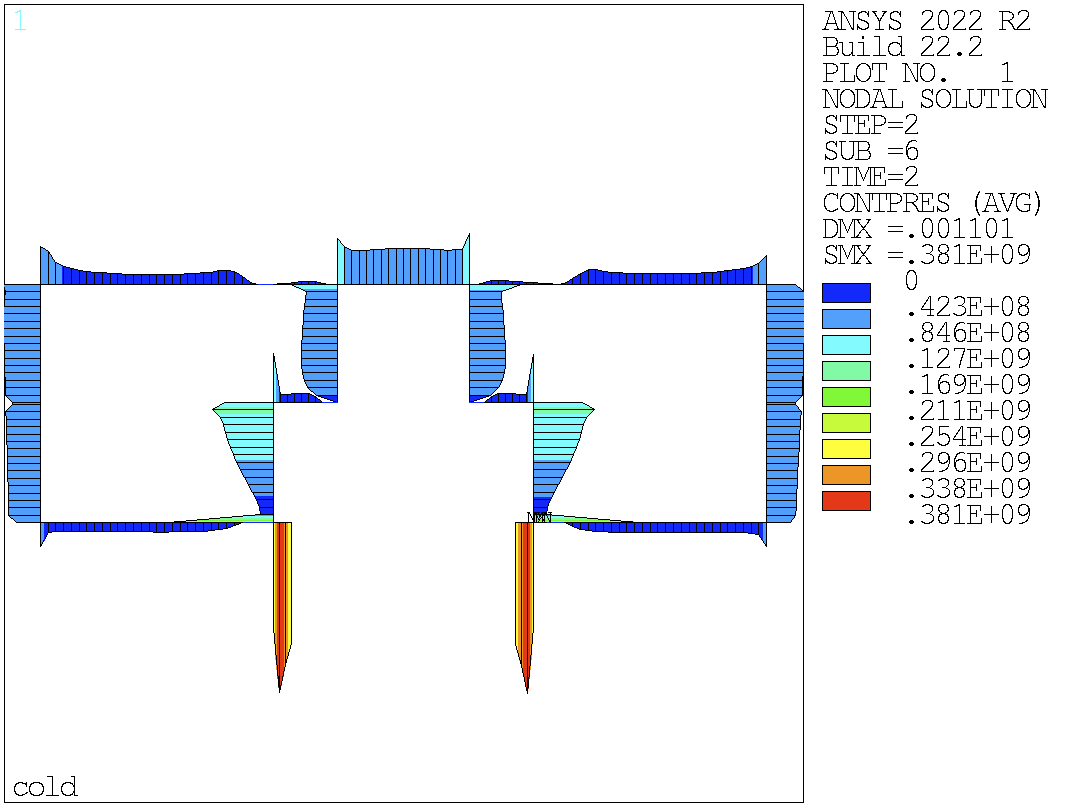 1
ANSYS 2022 R2
Build 22.2
PLOT NO. 1
NODAL SOLUTION
STEP=2
SUB =6
TIME=2
CONTPRES (AVG)
DMX =.001101
SMX =.381E+09
0
.423E+08
.846E+08
.127E+09
.169E+09
.211E+09
.254E+09
.296E+09
.338E+09
.381E+09
cold